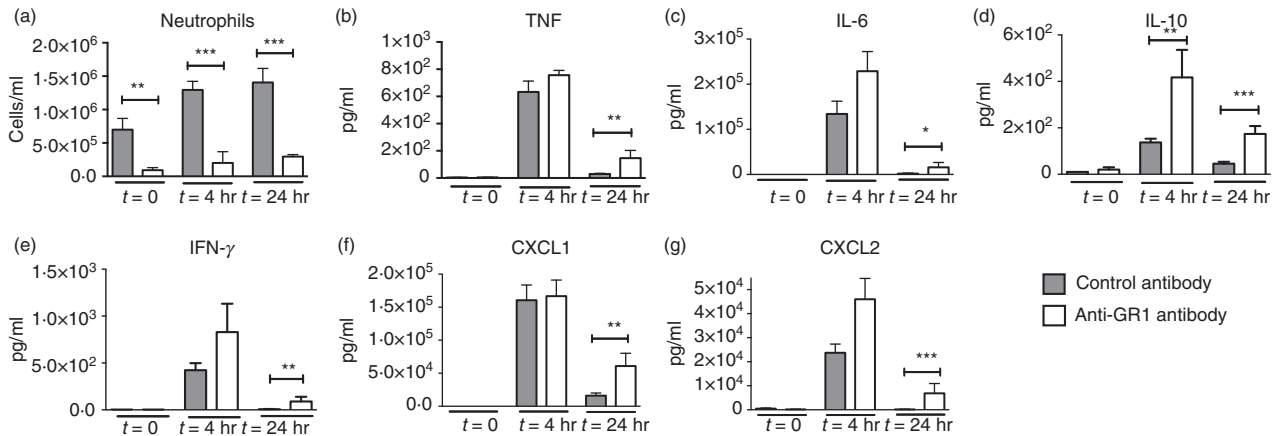 (a) Neutrophils
2·0×10⁶
1·5×10⁶
1·0×10⁶
5·0×10⁵
0·0
Cells/ml
** *** ***
t = 0 t = 4 hr t = 24 hr
(b) TNF
1×10³
8×10²
6×10²
4×10²
2×10²
0
pg/ml
**
t = 0 t = 4 hr t = 24 hr
(c) IL-6
3×10⁵
2×10⁵
1×10⁵
0
pg/ml
*
t = 0 t = 4 hr t = 24 hr
(d) IL-10
6×10²
4×10²
2×10²
0
pg/ml
** ***
t = 0 t = 4 hr t = 24 hr
(e) IFN-γ
1·5×10³
1·0×10³
5·0×10²
0·0
pg/ml
**
t = 0 t = 4 hr t = 24 hr
(f) CXCL1
2·0×10⁵
1·5×10⁵
1·0×10⁵
5·0×10⁴
0·0
pg/ml
**
t = 0 t = 4 hr t = 24 hr
(g) CXCL2
5×10⁴
4×10⁴
3×10⁴
2×10⁴
1×10⁴
0
pg/ml
***
t = 0 t = 4 hr t = 24 hr
Control antibody
Anti-GR1 antibody